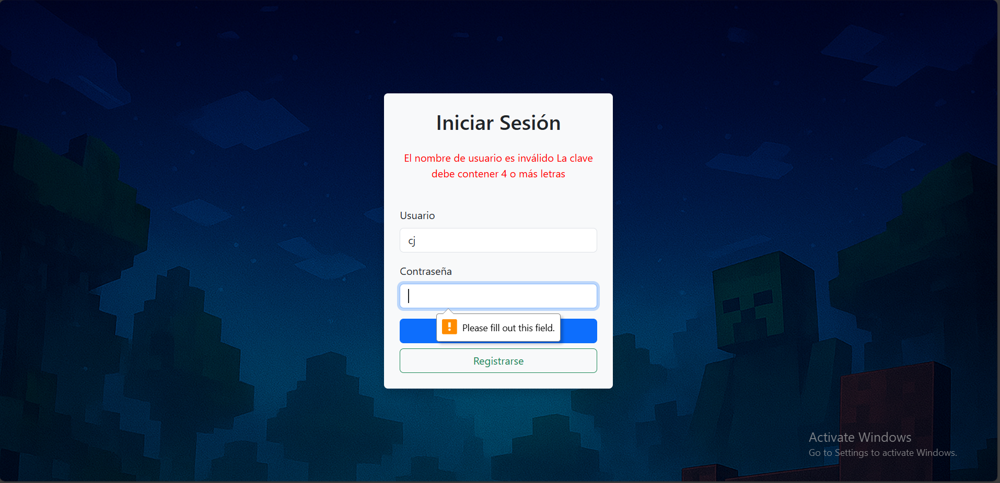 Iniciar Sesión
El nombre de usuario es inválido La clave
debe contener 4 o más letras
Usuario
cj
Contraseña
Please fill out this field.
Registrarse
Activate Windows
Go to Settings to activate Windows.